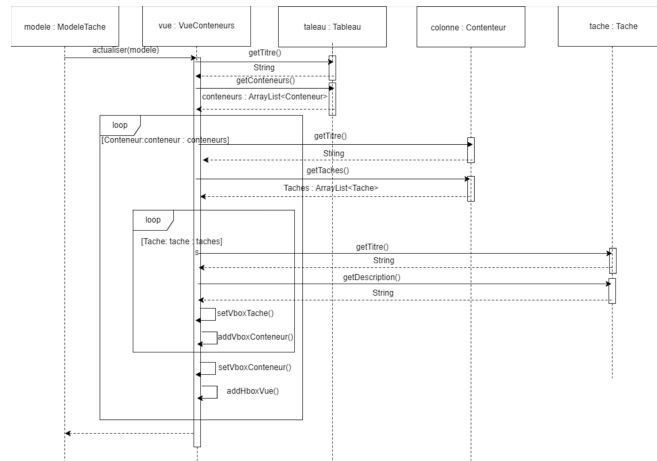 modele : ModeleTache
vue : VueConteneurs
taleau : Tableau
colonne : Contenteur
tache : Tache
actualiser(modele)
getTitre()
String
getConteneurs()
conteneurs : ArrayList<Conteneur>
loop
[Conteneur:conteneur : conteneurs]
getTitre()
String
getTaches()
Taches : ArrayList<Tache>
loop
[Tache: tache : taches]
s
getTitre()
String
getDescription()
String
setVboxTache()
addVboxConteneur()
setVboxConteneur()
addHboxVue()